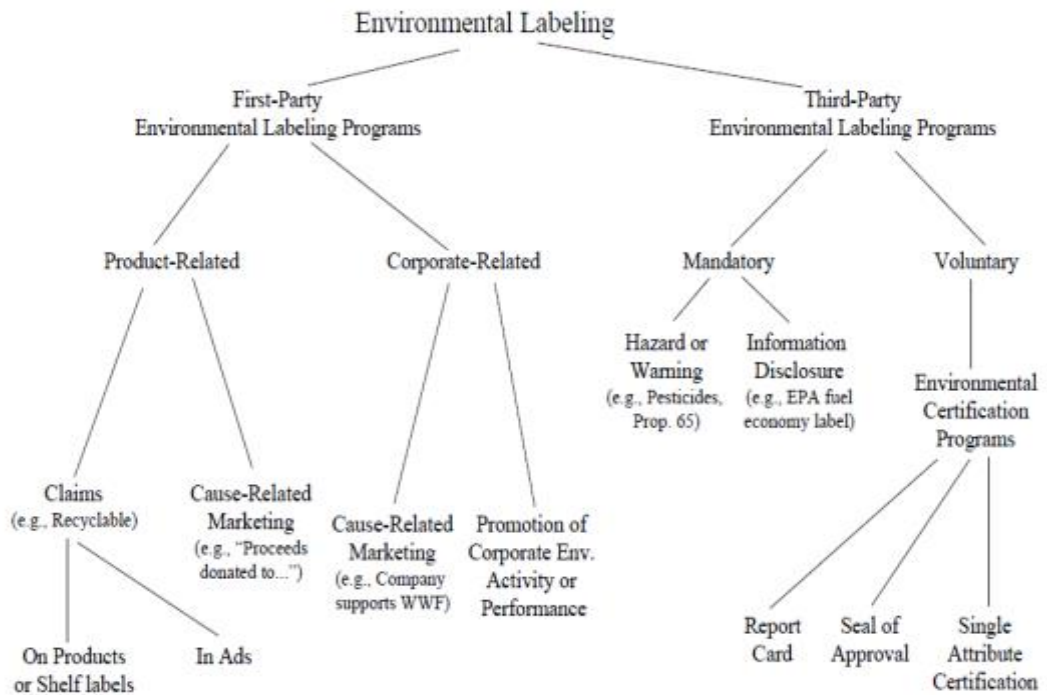 Environmental Labeling
First-Party
Environmental Labeling Programs
Third-Party
Environmental Labeling Programs
Product-Related
Corporate-Related
Mandatory
Voluntary
Hazard or
Warning
(e.g., Pesticides,
Prop. 65)
Information
Disclosure
(e.g., EPA fuel
economy label)
Environmental
Certification
Programs
Claims
(e.g., Recyclable)
Cause-Related
Marketing
(e.g., “Proceeds
donated to...”)
Cause-Related
Marketing
(e.g., Company
supports WWF)
Promotion of
Corporate Env.
Activity or
Performance
On Products
or Shelf labels
In Ads
Report
Card
Seal of
Approval
Single
Attribute
Certification